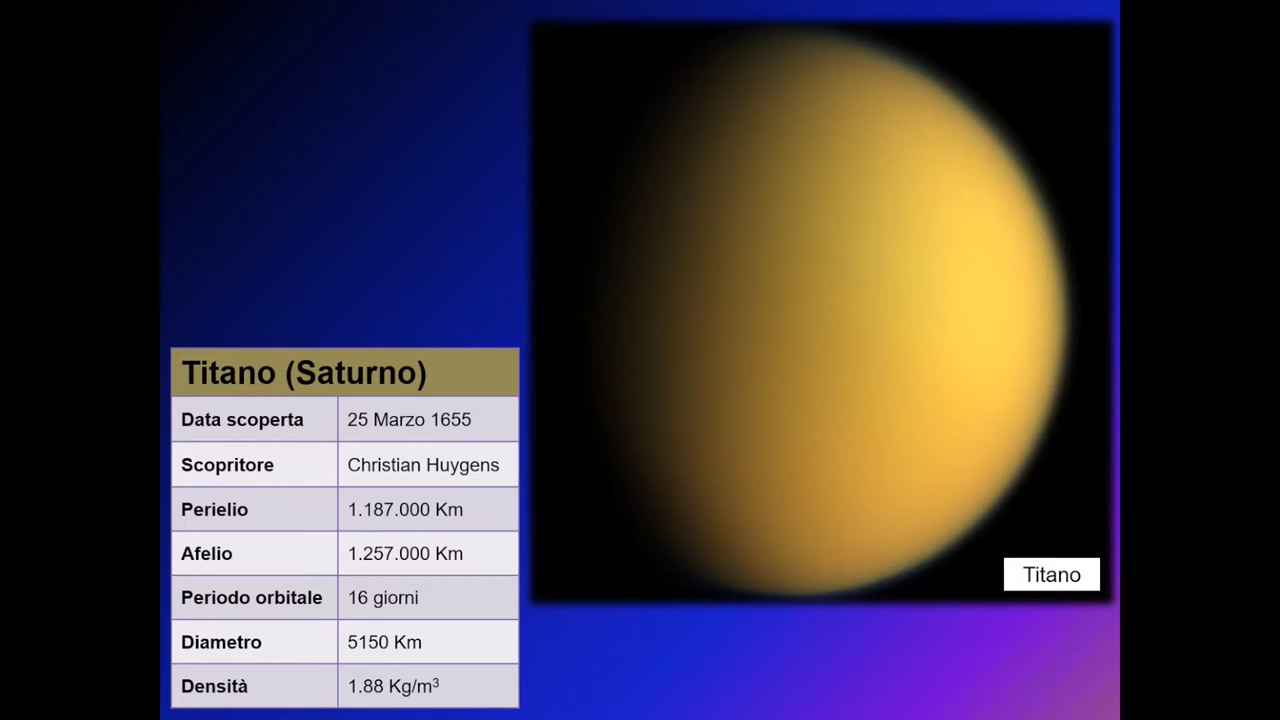 Titano (Saturno)
Data scoperta 25 Marzo 1655
Scopritore Christian Huygens
Perielio 1.187.000 Km
Afelio 1.257.000 Km
Periodo orbitale 16 giorni
Diametro 5150 Km
Densità 1.88 Kg/m³
Titano